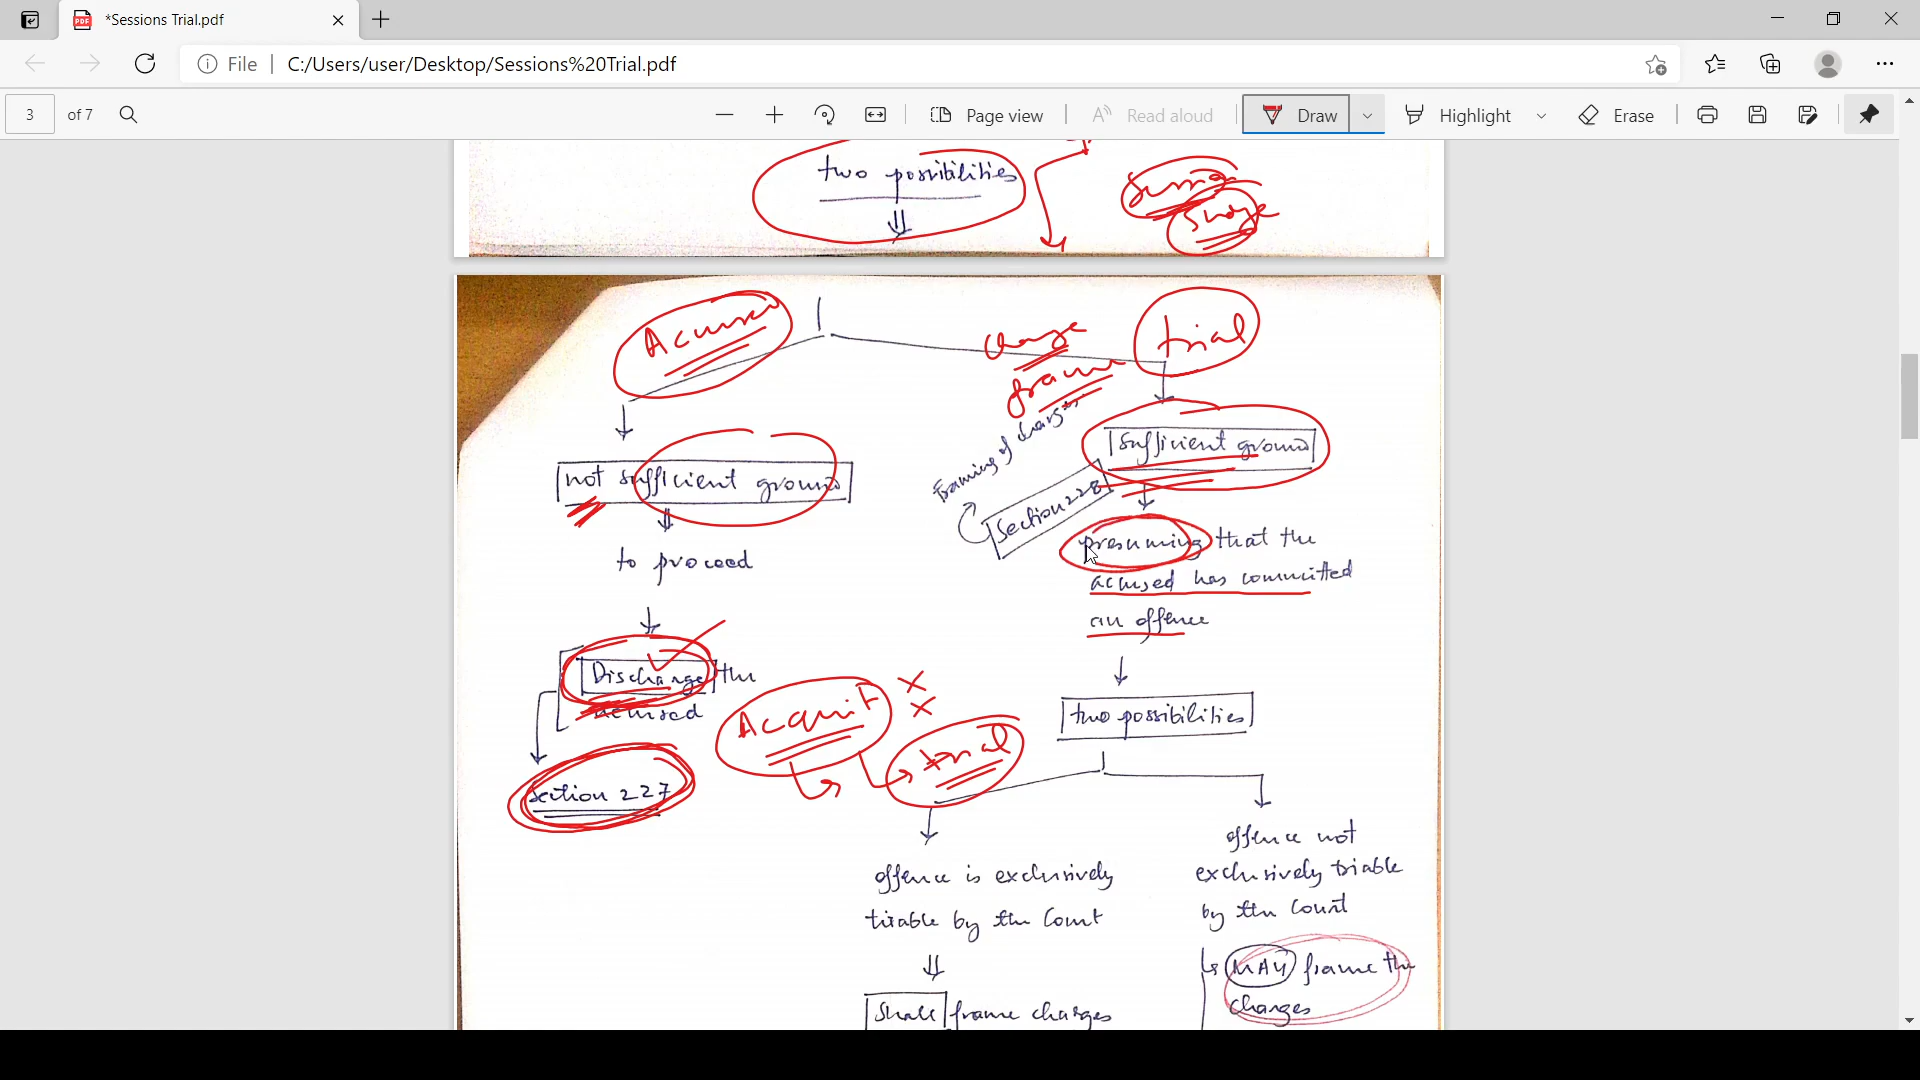 *Sessions Trial.pdf
File C:/Users/user/Desktop/Sessions%20Trial.pdf
3 of 7 Page view Read aloud Draw Highlight Erase
two possibilities
Session
Stage
Accused
Charge
frame
trial
Framing of charges
Section 228
not sufficient ground
to proceed
Discharge the
accused
Section 227
Acquit
trial
Sufficient ground
presuming that the
accused has committed
an offence
two possibilities
offence is exclusively
triable by the Court
Shall frame charges
offence not
exclusively triable
by the Court
MAY frame the
charges